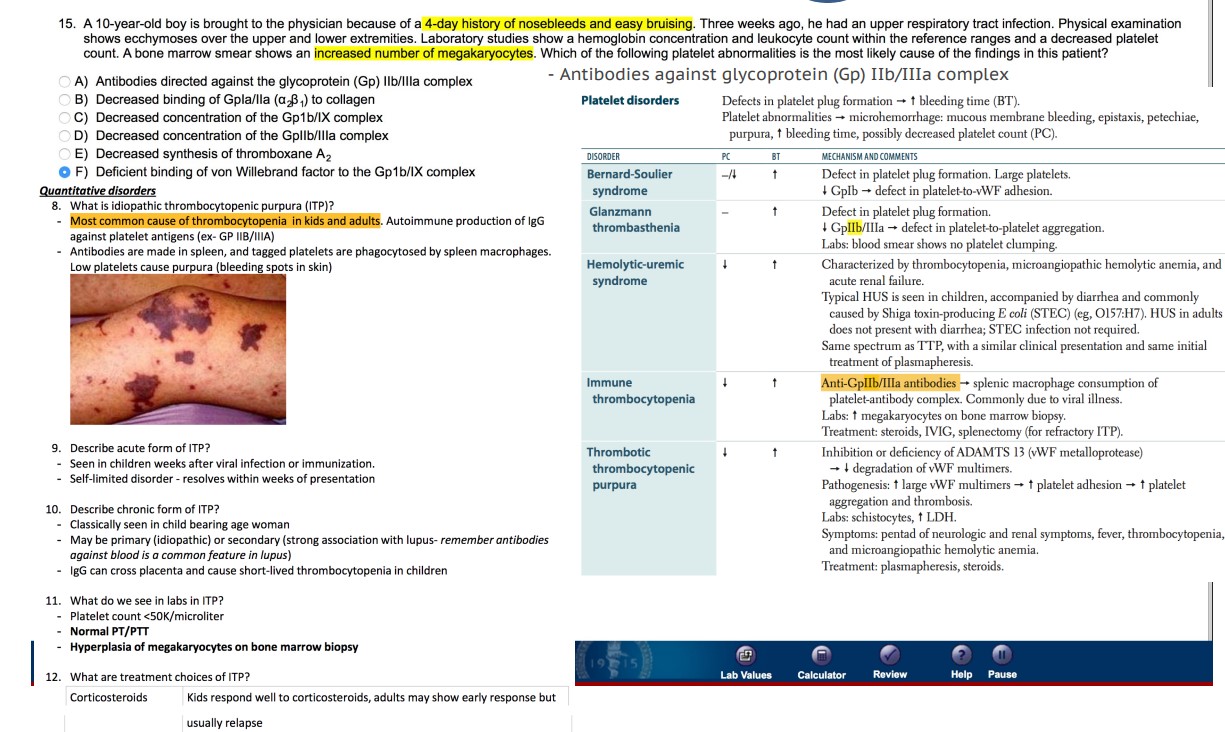 15. A 10-year-old boy is brought to the physician because of a 4-day history of nosebleeds and easy bruising. Three weeks ago, he had an upper respiratory tract infection. Physical examination
shows ecchymoses over the upper and lower extremities. Laboratory studies show a hemoglobin concentration and leukocyte count within the reference ranges and a decreased platelet
count. A bone marrow smear shows an increased number of megakaryocytes. Which of the following platelet abnormalities is the most likely cause of the findings in this patient?
- Antibodies against glycoprotein (Gp) IIb/IIIa complex
A) Antibodies directed against the glycoprotein (Gp) IIb/IIIa complex
B) Decreased binding of GpIa/IIa (α₂β₁) to collagen
C) Decreased concentration of the Gp1b/IX complex
D) Decreased concentration of the GpIIb/IIIa complex
E) Decreased synthesis of thromboxane A₂
F) Deficient binding of von Willebrand factor to the Gp1b/IX complex
Quantitative disorders
8. What is idiopathic thrombocytopenic purpura (ITP)?
- Most common cause of thrombocytopenia in kids and adults. Autoimmune production of IgG
against platelet antigens (ex- GP IIB/IIIA)
- Antibodies are made in spleen, and tagged platelets are phagocytosed by spleen macrophages.
Low platelets cause purpura (bleeding spots in skin)
9. Describe acute form of ITP?
- Seen in children weeks after viral infection or immunization.
- Self-limited disorder - resolves within weeks of presentation
10. Describe chronic form of ITP?
- Classically seen in child bearing age woman
- May be primary (idiopathic) or secondary (strong association with lupus- remember antibodies
against blood is a common feature in lupus)
- IgG can cross placenta and cause short-lived thrombocytopenia in children
11. What do we see in labs in ITP?
- Platelet count <50K/microliter
- Normal PT/PTT
- Hyperplasia of megakaryocytes on bone marrow biopsy
12. What are treatment choices of ITP?
Corticosteroids Kids respond well to corticosteroids, adults may show early response but
usually relapse
Platelet disorders Defects in platelet plug formation → ↑ bleeding time (BT).
Platelet abnormalities → microhemorrhage: mucous membrane bleeding, epistaxis, petechiae,
purpura, ↑ bleeding time, possibly decreased platelet count (PC).
DISORDER PC BT MECHANISM AND COMMENTS
Bernard-Soulier –/↓ ↑ Defect in platelet plug formation. Large platelets.
syndrome ↓ GpIb → defect in platelet-to-vWF adhesion.
Glanzmann – ↑ Defect in platelet plug formation.
thrombasthenia ↓ GpIIb/IIIa → defect in platelet-to-platelet aggregation.
Labs: blood smear shows no platelet clumping.
Hemolytic-uremic ↓ ↑ Characterized by thrombocytopenia, microangiopathic hemolytic anemia, and
syndrome acute renal failure.
Typical HUS is seen in children, accompanied by diarrhea and commonly
caused by Shiga toxin-producing E coli (STEC) (eg, O157:H7). HUS in adults
does not present with diarrhea; STEC infection not required.
Same spectrum as TTP, with a similar clinical presentation and same initial
treatment of plasmapheresis.
Immune ↓ ↑ Anti-GpIIb/IIIa antibodies → splenic macrophage consumption of
thrombocytopenia platelet-antibody complex. Commonly due to viral illness.
Labs: ↑ megakaryocytes on bone marrow biopsy.
Treatment: steroids, IVIG, splenectomy (for refractory ITP).
Thrombotic ↓ ↑ Inhibition or deficiency of ADAMTS 13 (vWF metalloprotease)
thrombocytopenic → ↓ degradation of vWF multimers.
purpura Pathogenesis: ↑ large vWF multimers → ↑ platelet adhesion → ↑ platelet
aggregation and thrombosis.
Labs: schistocytes, ↑ LDH.
Symptoms: pentad of neurologic and renal symptoms, fever, thrombocytopenia,
and microangiopathic hemolytic anemia.
Treatment: plasmapheresis, steroids.
1915
Lab Values Calculator Review Help Pause